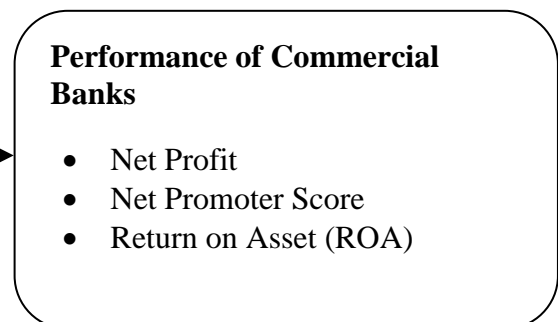 Performance of Commercial
Banks
• Net Profit
• Net Promoter Score
• Return on Asset (ROA)